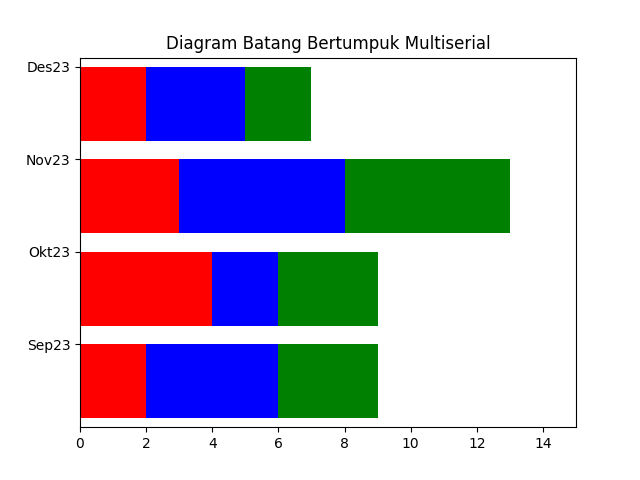 Diagram Batang Bertumpuk Multiserial
Des23
Nov23
Okt23
Sep23
0 2 4 6 8 10 12 14